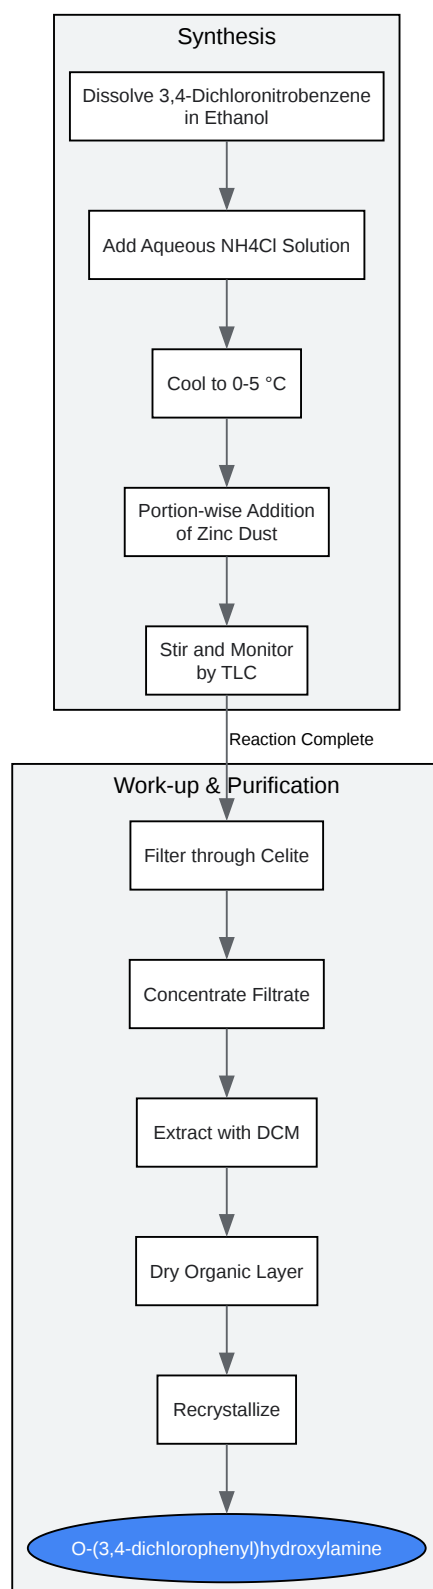 Synthesis
Dissolve 3,4-Dichloronitrobenzene
in Ethanol
Add Aqueous NH4Cl Solution
Cool to 0-5 °C
Portion-wise Addition
of Zinc Dust
Stir and Monitor
by TLC
Reaction Complete
Work-up & Purification
Filter through Celite
Concentrate Filtrate
Extract with DCM
Dry Organic Layer
Recrystallize
O-(3,4-dichlorophenyl)hydroxylamine